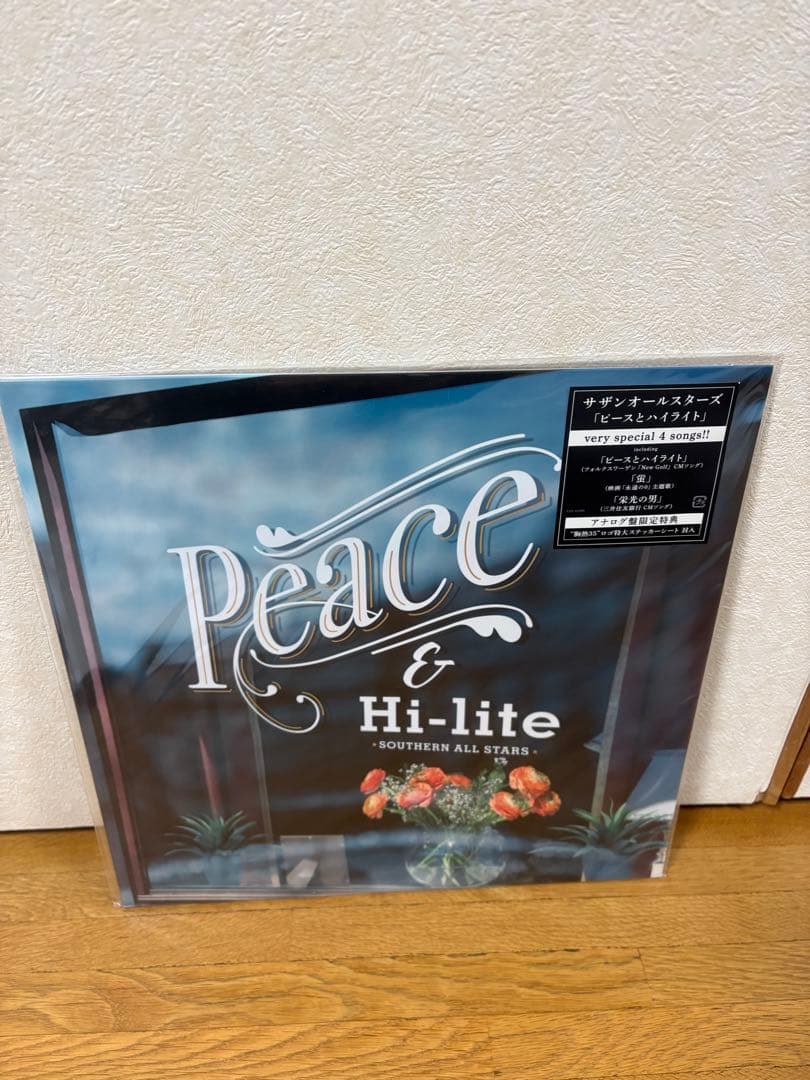 サザンオールスターズ
「ピースとハイライト」
very special 4 songs!!
including
「ピースとハイライト」
(フォルクスワーゲン「New Golf」CMソング)
「蛍」
(映画「永遠の0」主題歌)
「栄光の男」
(三井住友銀行 CMソング)
アナログ盤限定特典
"胸熱35"ロゴ特大ステッカーシート 封入
Peace
&
Hi-lite
SOUTHERN ALL STARS